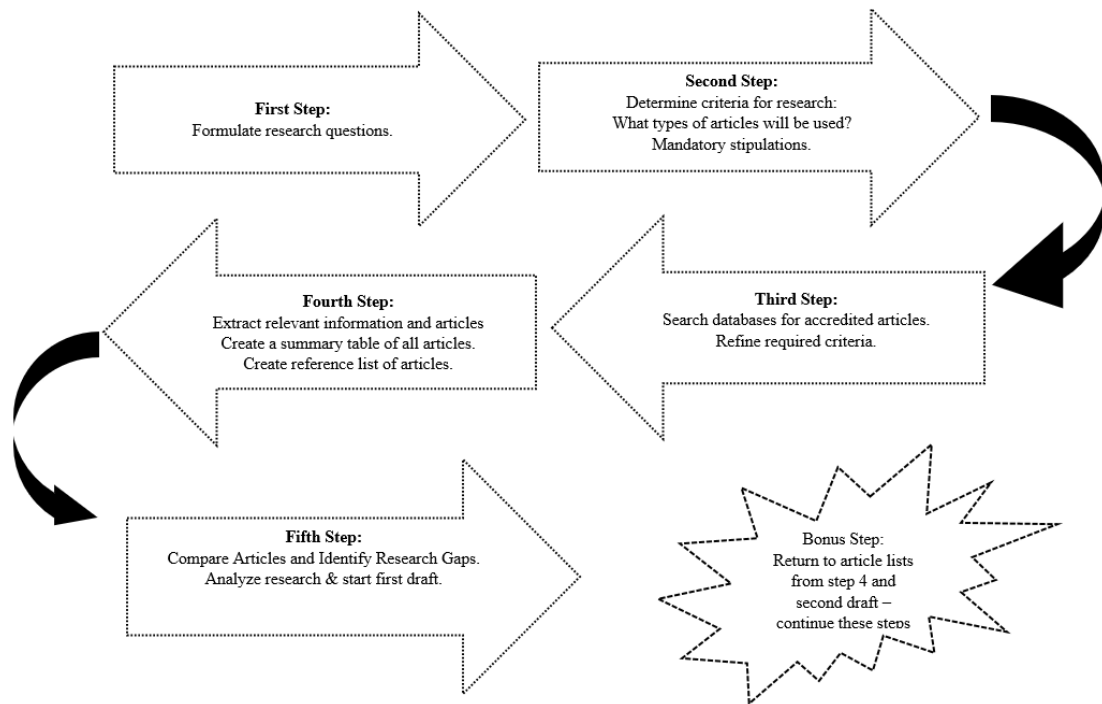 First Step:
Formulate research questions.
Second Step:
Determine criteria for research:
What types of articles will be used?
Mandatory stipulations.
Third Step:
Search databases for accredited articles.
Refine required criteria.
Fourth Step:
Extract relevant information and articles
Create a summary table of all articles.
Create reference list of articles.
Fifth Step:
Compare Articles and Identify Research Gaps.
Analyze research & start first draft.
Bonus Step:
Return to article lists
from step 4 and
second draft –
continue these steps